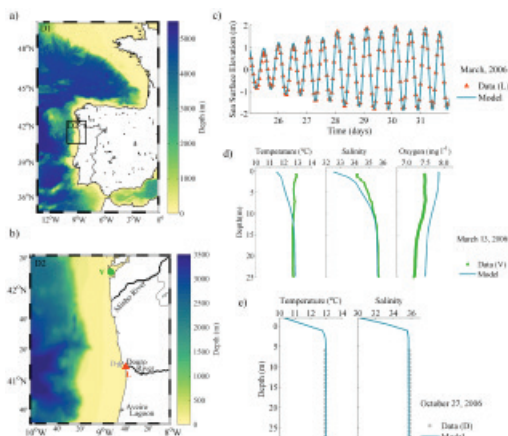 a)
D1
48°N
45°N
42°N
39°N
36°N
12°W 9°W 6°W 3°W 0°
5000
4000
3000
2000
1000
0
Depth (m)
b)
D2
42°N
41°N
Minho River
Douro
River
Aveiro
Lagoon
V
L
3500
3000
2500
2000
1500
1000
500
0
Depth (m)
c)
Sea Surface Elevation (m)
2
1
0
-1
-2
26 27 28 29 30 31
Time (days)
March, 2006
Data (L)
Model
d)
Temperature (°C)
10 11 12 13 14
Salinity
32 33 34 35 36
Oxygen (mg l⁻¹)
7.0 7.5 8.0
Depth(m)
0
5
10
15
20
25
March 13, 2006
Data (V)
Model
e)
Temperature (°C)
10 11 12 13 14
Salinity
30 32 34 36
Depth (m)
0
5
10
15
20
25
October 27, 2006
Data (D)
Model